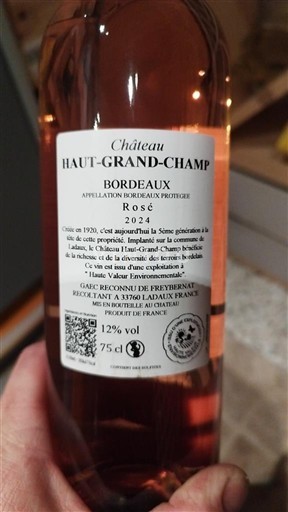 Château
HAUT-GRAND-CHAMP
BORDEAUX
APPELLATION BORDEAUX PROTEGEE
Rosé
2024
Créée en 1920, c'est aujourd'hui la 5ème génération à la
tête de cette propriété. Implanté sur la commune de
Ladaux, le Château Haut-Grand-Champ bénéficie
de la richesse et de la diversité des terroirs bordelais.
Ce vin est issu d'une exploitation à
" Haute Valeur Environnementale".
GAEC RECONNU DE FREYBERNAT
RECOLTANT A 33760 LADAUX FRANCE
MIS EN BOUTEILLE AU CHATEAU
PRODUIT DE FRANCE
12% vol
75 cl